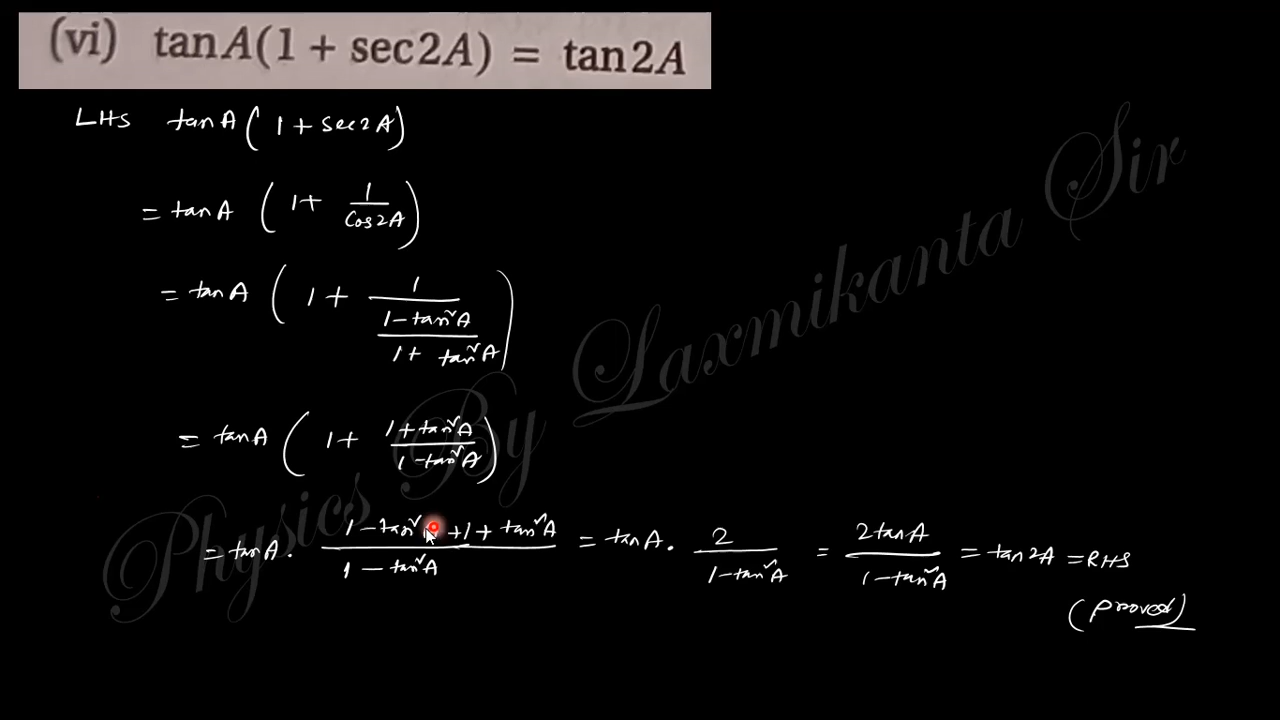 (vi) tanA(1 + sec2A) = tan2A
LHS tanA(1 + sec2A)
= tanA (1 + 1/cos2A)
= tanA (1 + 1/((1 - tan²A)/(1 + tan²A)))
= tanA (1 + (1 + tan²A)/(1 - tan²A))
= tanA . (1 - tan²A + 1 + tan²A)/(1 - tan²A) = tanA . 2/(1 - tan²A) = 2tanA/(1 - tan²A) = tan2A = RHS
(Proved)
Physics By Laxmikanta Sir